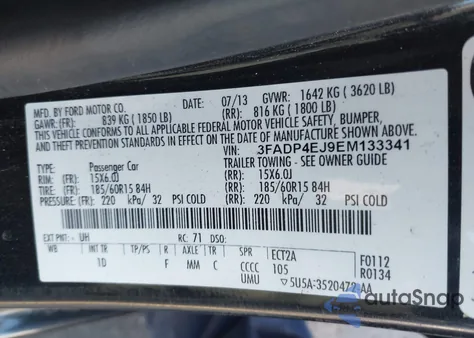 MFD. BY FORD MOTOR CO.
07/13 GVWR: 1642 KG ( 3620 LB)
GAWR: (FR): 839 KG ( 1850 LB) (RR): 816 KG ( 1800 LB)
THIS VEHICLE CONFORMS TO ALL APPLICABLE FEDERAL MOTOR VEHICLE SAFETY, BUMPER,
AND THEFT PREVENTION STANDARDS IN EFFECT ON THE DATE OF MANUFACTURE SHOWN ABOVE.
VIN: 3FADP4EJ9EM133341
TYPE: Passenger Car TRAILER TOWING-- SEE OWNER GUIDE
RIM: (FR): 15X6.0J (RR): 15X6.0J
TIRE: 185/60R15 84H 185/60R15 84H
PRESSURE: (FR): 220 kPa/ 32 PSI COLD (RR): 220 kPa/ 32 PSI COLD
EXT PNT: UH RC: 71 DSO:
WB INT TR TP/PS R AXLE TR SPR ECT2A F0112
1D F MM C CCCC 105 R0134
UMU ▽5U5A-3520472-AA
autoSnap